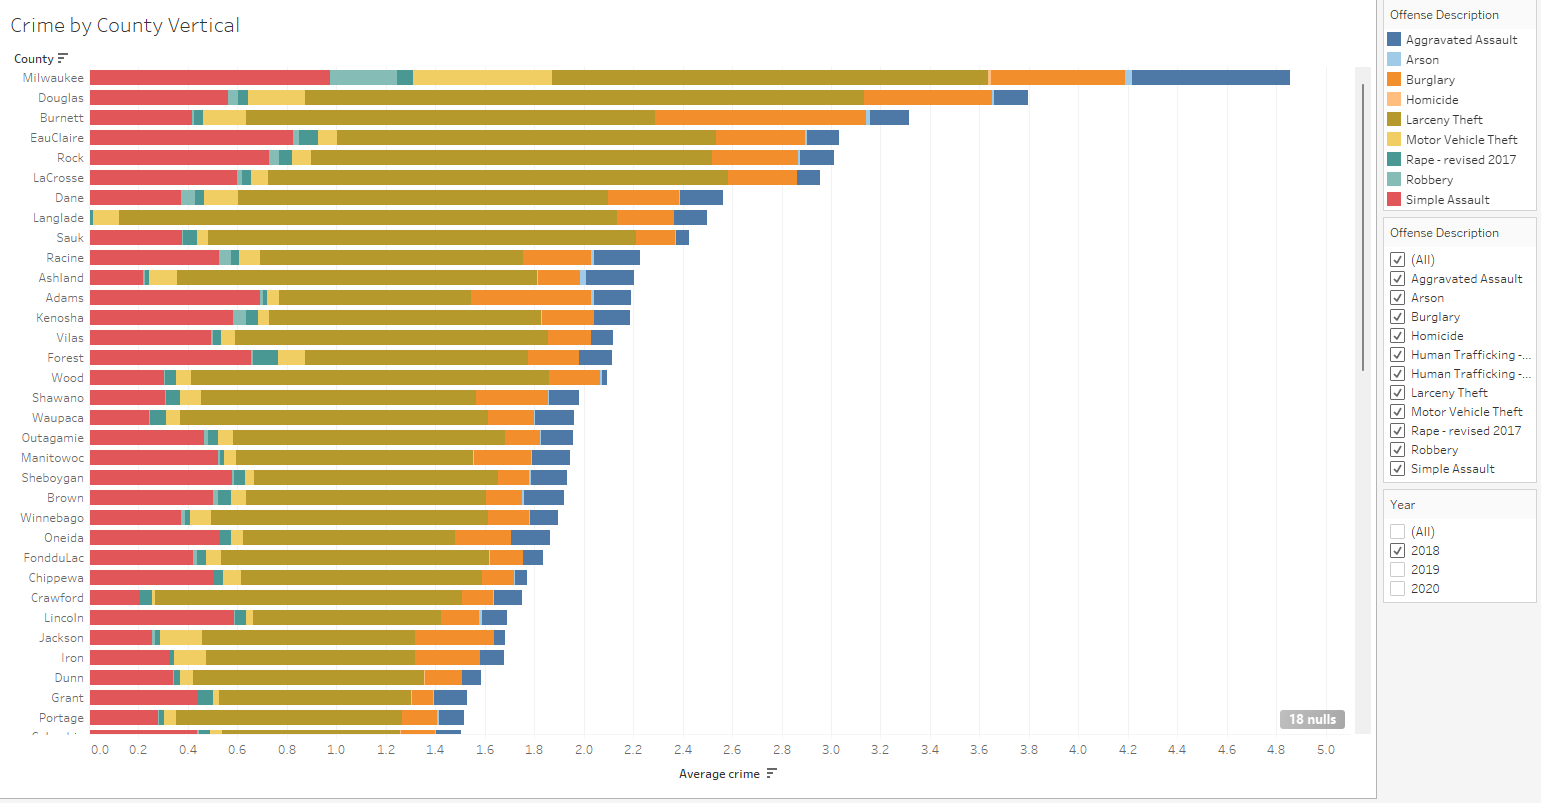 Crime by County Vertical
County
Milwaukee
Douglas
Burnett
EauClaire
Rock
LaCrosse
Dane
Langlade
Sauk
Racine
Ashland
Adams
Kenosha
Vilas
Forest
Wood
Shawano
Waupaca
Outagamie
Manitowoc
Sheboygan
Brown
Winnebago
Oneida
FondduLac
Chippewa
Crawford
Lincoln
Jackson
Iron
Dunn
Grant
Portage
18 nulls
0.0 0.2 0.4 0.6 0.8 1.0 1.2 1.4 1.6 1.8 2.0 2.2 2.4 2.6 2.8 3.0 3.2 3.4 3.6 3.8 4.0 4.2 4.4 4.6 4.8 5.0
Average crime
Offense Description
Aggravated Assault
Arson
Burglary
Homicide
Larceny Theft
Motor Vehicle Theft
Rape - revised 2017
Robbery
Simple Assault
Offense Description
(All)
Aggravated Assault
Arson
Burglary
Homicide
Human Trafficking -...
Human Trafficking -...
Larceny Theft
Motor Vehicle Theft
Rape - revised 2017
Robbery
Simple Assault
Year
(All)
2018
2019
2020